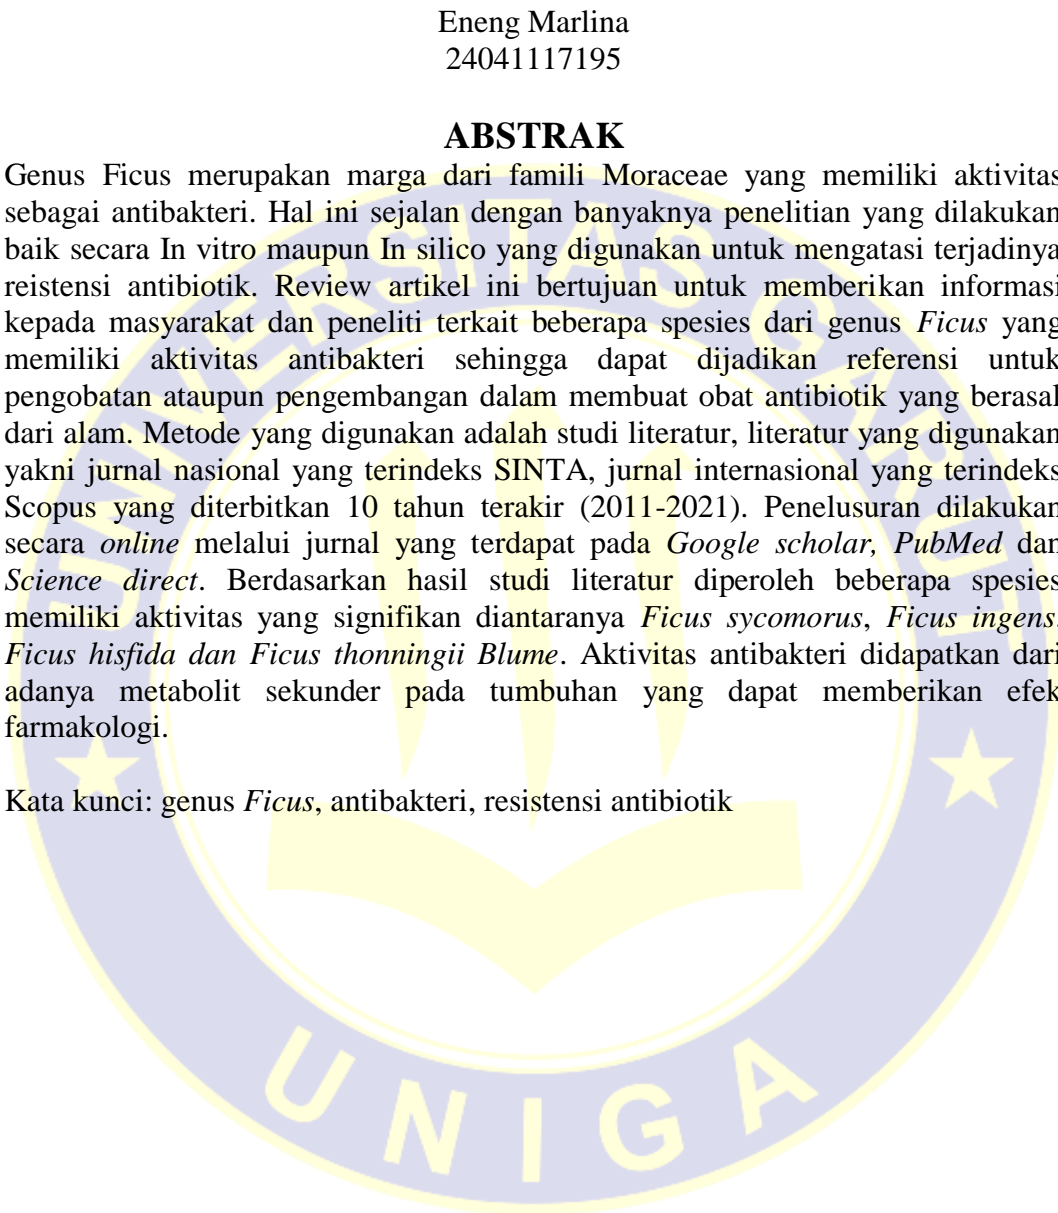 Eneng Marlina
24041117195
ABSTRAK
Genus Ficus merupakan marga dari famili Moraceae yang memiliki aktivitas
sebagai antibakteri. Hal ini sejalan dengan banyaknya penelitian yang dilakukan
baik secara In vitro maupun In silico yang digunakan untuk mengatasi terjadinya
reistensi antibiotik. Review artikel ini bertujuan untuk memberikan informasi
kepada masyarakat dan peneliti terkait beberapa spesies dari genus Ficus yang
memiliki aktivitas antibakteri sehingga dapat dijadikan referensi untuk
pengobatan ataupun pengembangan dalam membuat obat antibiotik yang berasal
dari alam. Metode yang digunakan adalah studi literatur, literatur yang digunakan
yakni jurnal nasional yang terindeks SINTA, jurnal internasional yang terindeks
Scopus yang diterbitkan 10 tahun terakir (2011-2021). Penelusuran dilakukan
secara online melalui jurnal yang terdapat pada Google scholar, PubMed dan
Science direct. Berdasarkan hasil studi literatur diperoleh beberapa spesies
memiliki aktivitas yang signifikan diantaranya Ficus sycomorus, Ficus ingens,
Ficus hisfida dan Ficus thonningii Blume. Aktivitas antibakteri didapatkan dari
adanya metabolit sekunder pada tumbuhan yang dapat memberikan efek
farmakologi.
Kata kunci: genus Ficus, antibakteri, resistensi antibiotik
UNIVERSITAS GARUT
UNIGA